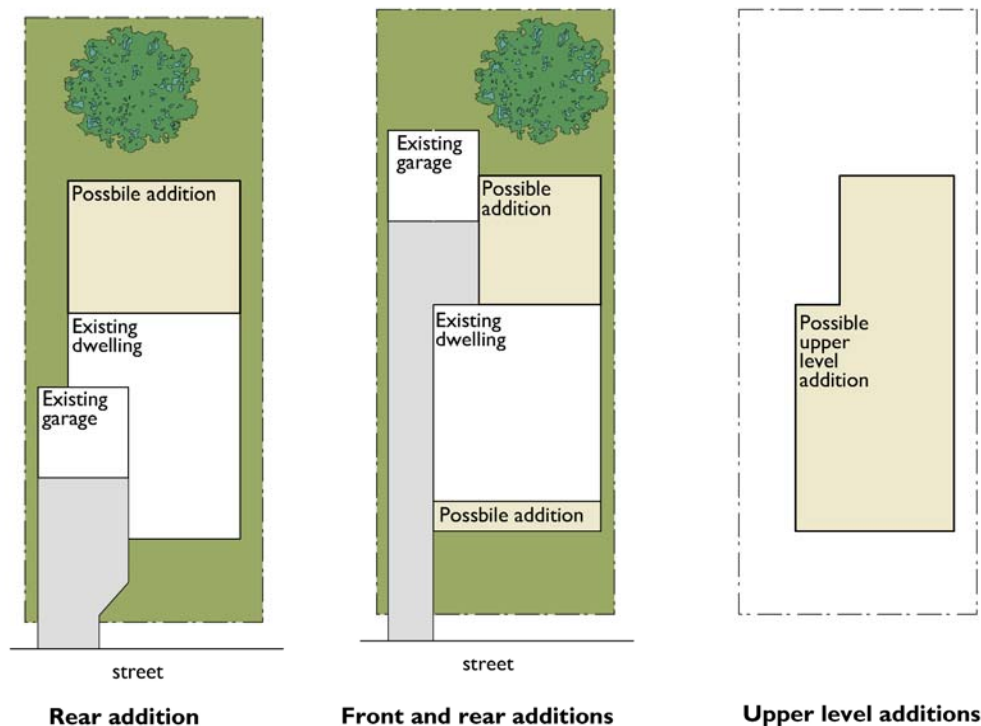 Possbile addition
Existing
dwelling
Existing
garage
street
Rear addition
Existing
garage
Possible
addition
Existing
dwelling
Possbile addition
street
Front and rear additions
Possible
upper
level
addition
Upper level additions